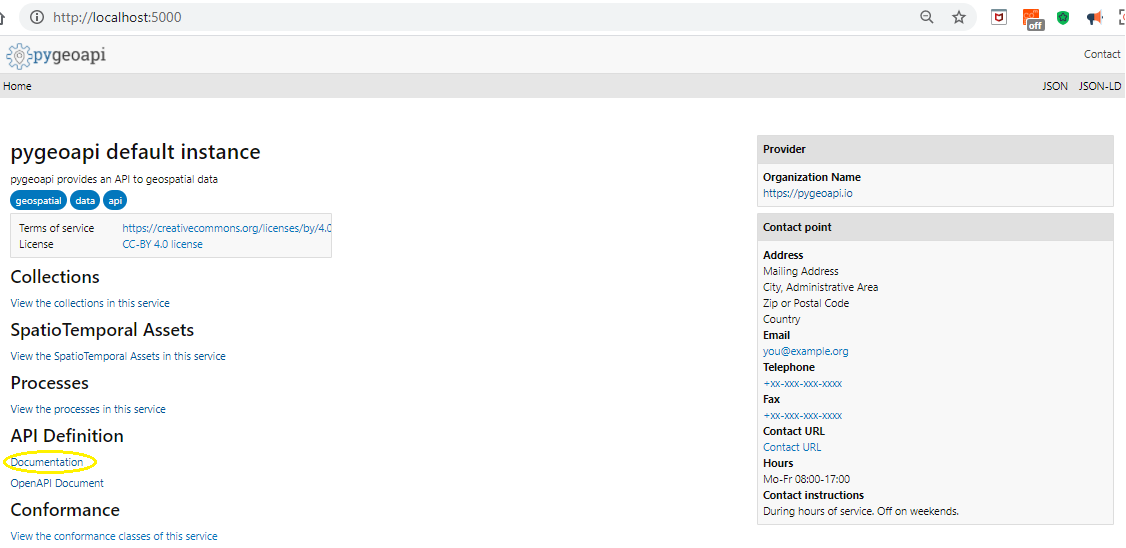 http://localhost:5000
off
pygeoapi
Contact
Home
JSON JSON-LD
pygeoapi default instance
pygeoapi provides an API to geospatial data
geospatial data api
Terms of service https://creativecommons.org/licenses/by/4.0
License CC-BY 4.0 license
Collections
View the collections in this service
SpatioTemporal Assets
View the SpatioTemporal Assets in this service
Processes
View the processes in this service
API Definition
Documentation
OpenAPI Document
Conformance
View the conformance classes of this service
Provider
Organization Name
https://pygeoapi.io
Contact point
Address
Mailing Address
City, Administrative Area
Zip or Postal Code
Country
Email
you@example.org
Telephone
+xx-xxx-xxx-xxxx
Fax
+xx-xxx-xxx-xxxx
Contact URL
Contact URL
Hours
Mo-Fr 08:00-17:00
Contact instructions
During hours of service. Off on weekends.